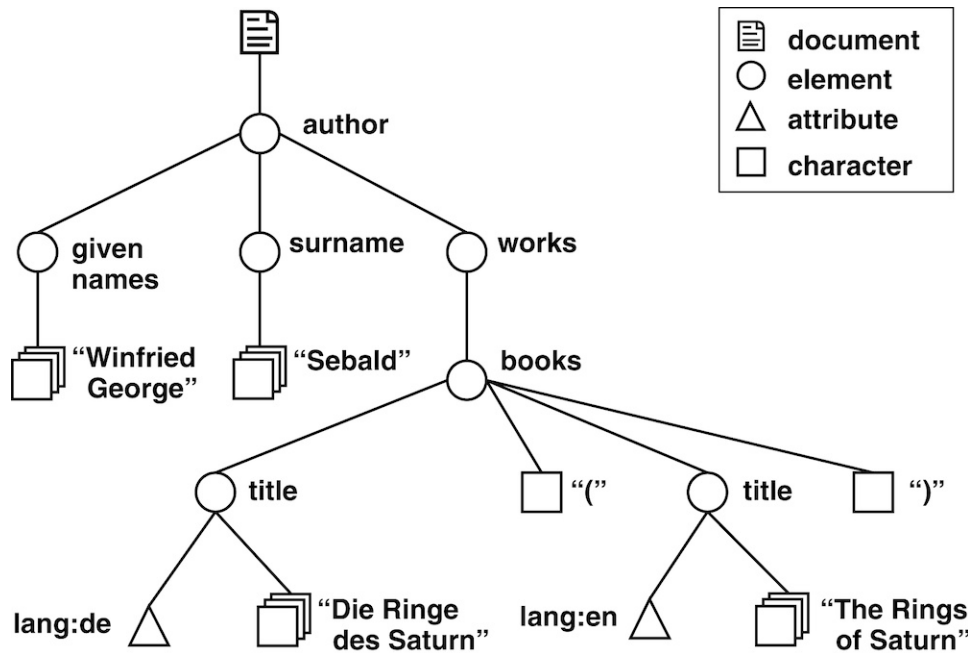 document
element
author
attribute
character
given
names
surname
works
“Winfried
George”
“Sebald”
books
title
“(”
title
“)”
lang:de
“Die Ringe
des Saturn”
lang:en
“The Rings
of Saturn”